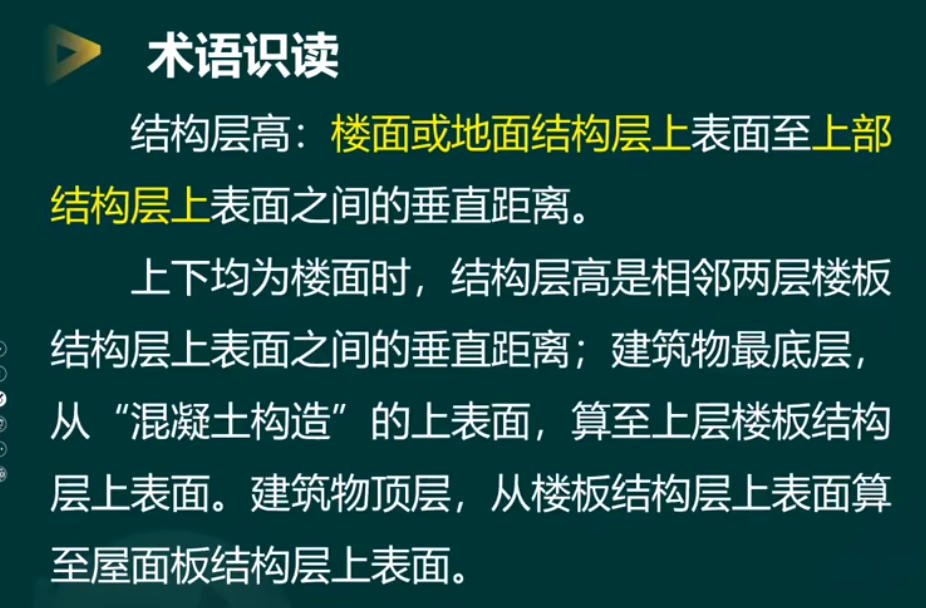 术语识读
结构层高：楼面或地面结构层上表面至上部
结构层上表面之间的垂直距离。
上下均为楼面时，结构层高是相邻两层楼板
结构层上表面之间的垂直距离；建筑物最底层，
从“混凝土构造”的上表面，算至上层楼板结构
层上表面。建筑物顶层，从楼板结构层上表面算
至屋面板结构层上表面。